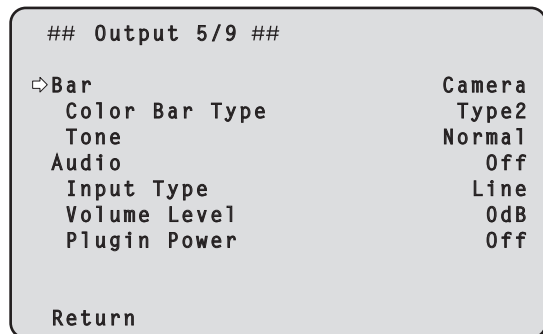 ## Output 5/9 ##
⇨Bar Camera
Color Bar Type Type2
Tone Normal
Audio Off
Input Type Line
Volume Level 0dB
Plugin Power Off
Return